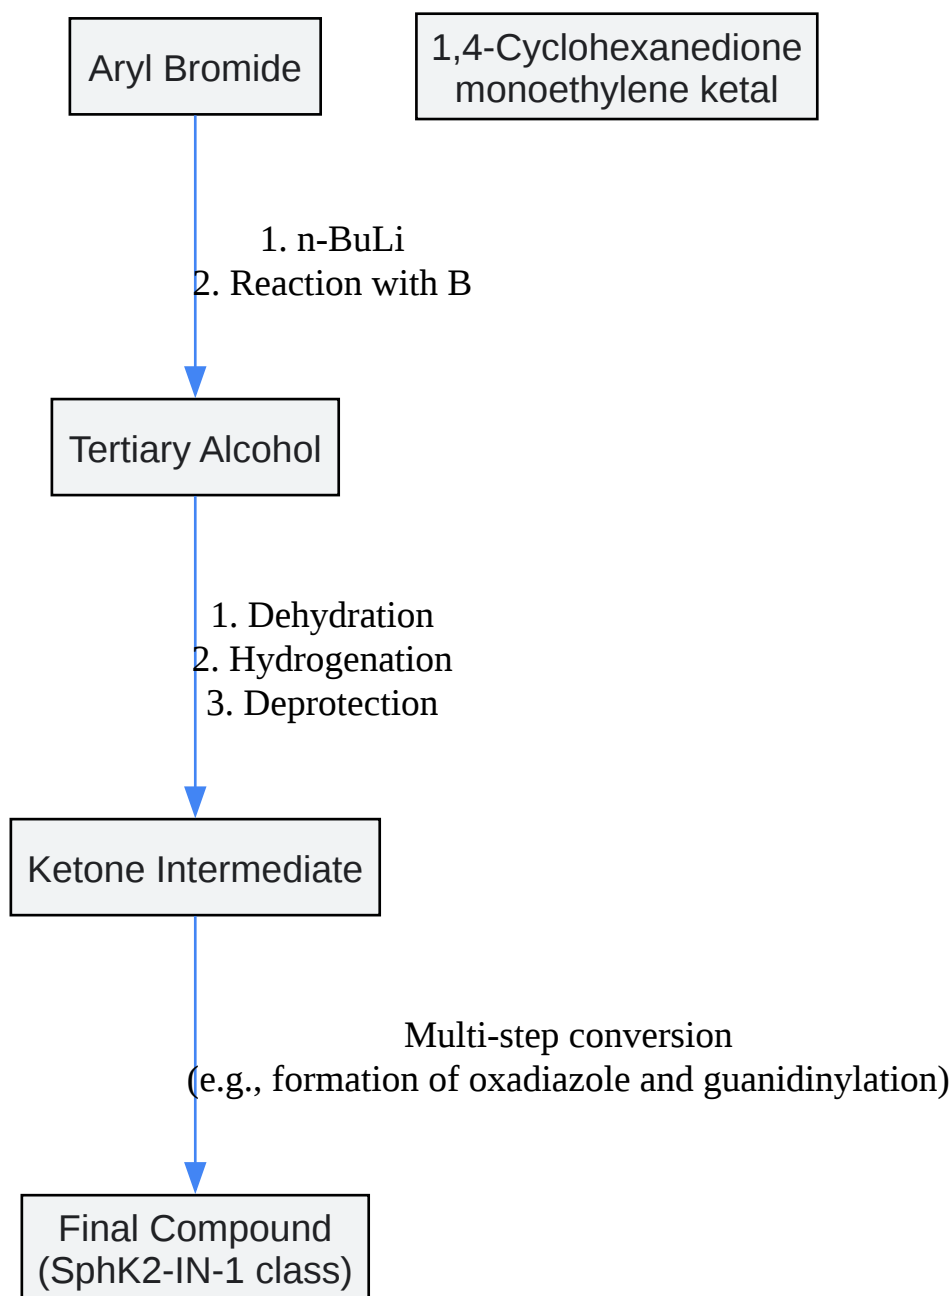 Aryl Bromide
1,4-Cyclohexanedione
monoethylene ketal
1. n-BuLi
2. Reaction with B
Tertiary Alcohol
1. Dehydration
2. Hydrogenation
3. Deprotection
Ketone Intermediate
Multi-step conversion
(e.g., formation of oxadiazole and guanidinylation)
Final Compound
(SphK2-IN-1 class)